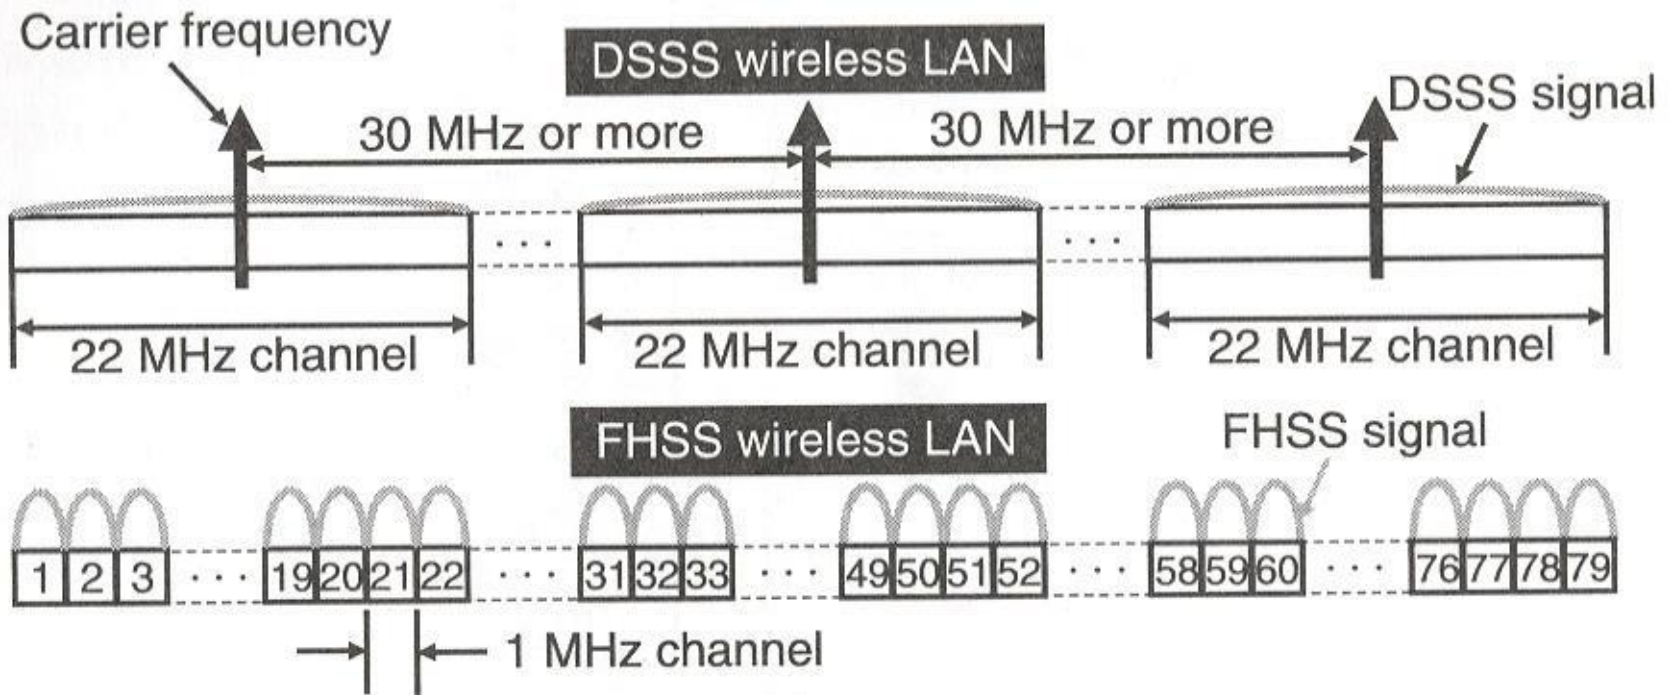 Carrier frequency
DSSS wireless LAN
DSSS signal
30 MHz or more
30 MHz or more
. . .
. . .
22 MHz channel
22 MHz channel
22 MHz channel
FHSS wireless LAN
FHSS signal
1 2 3 . . . 19 20 21 22 . . . 31 32 33 . . . 49 50 51 52 . . . 58 59 60 . . . 76 77 78 79
1 MHz channel